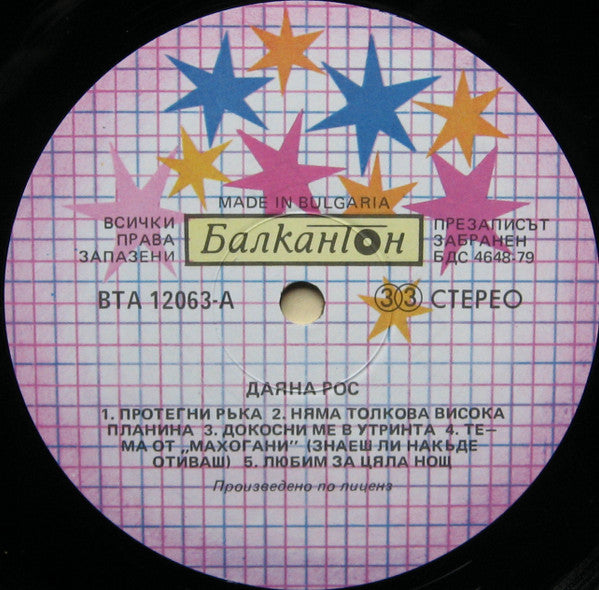 MADE IN BULGARIA
ВСИЧКИ
ПРАВА
ЗАПАЗЕНИ
Балкантон
ПРЕЗАПИСЪТ
ЗАБРАНЕН
БДС 4648-79
ВТА 12063-А
33 СТЕРЕО
ДАЯНА РОС
1. ПРОТЕГНИ РЪКА 2. НЯМА ТОЛКОВА ВИСОКА
ПЛАНИНА 3. ДОКОСНИ МЕ В УТРИНТА 4. ТЕ—
МА ОТ „МАХОГАНИ" (ЗНАЕШ ЛИ НАКЪДЕ
ОТИВАШ) 5. ЛЮБИМ ЗА ЦЯЛА НОЩ
Произведено по лиценз